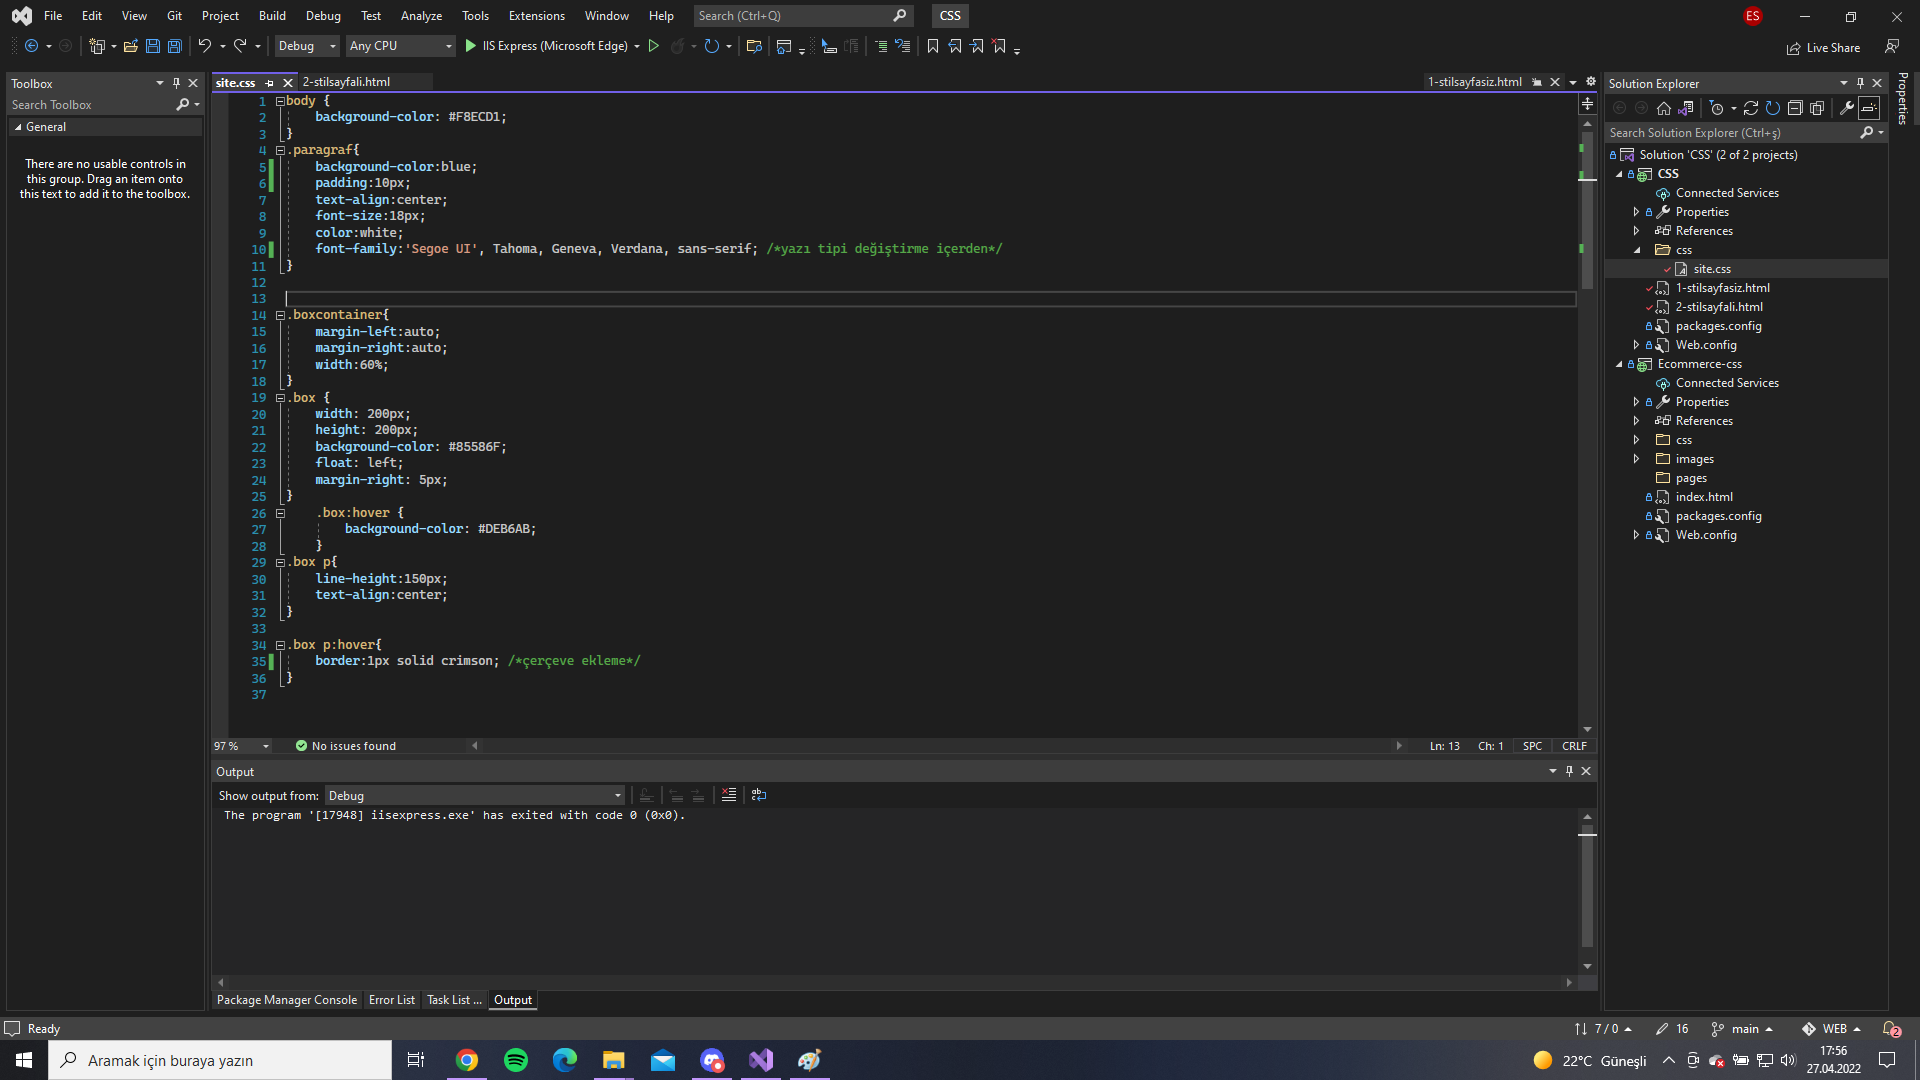 File Edit View Git Project Build Debug Test Analyze Tools Extensions Window Help Search (Ctrl+Q) CSS ES
Debug Any CPU IIS Express (Microsoft Edge) Live Share
Toolbox
Search Toolbox
General
There are no usable controls in
this group. Drag an item onto
this text to add it to the toolbox.
site.css 2-stilsayfali.html 1-stilsayfasiz.html
1 body {
2 background-color: #F8ECD1;
3 }
4 .paragraf{
5 background-color:blue;
6 padding:10px;
7 text-align:center;
8 font-size:18px;
9 color:white;
10 font-family:'Segoe UI', Tahoma, Geneva, Verdana, sans-serif; /*yazı tipi değiştirme içerden*/
11 }
12
13
14 .boxcontainer{
15 margin-left:auto;
16 margin-right:auto;
17 width:60%;
18 }
19 .box {
20 width: 200px;
21 height: 200px;
22 background-color: #85586F;
23 float: left;
24 margin-right: 5px;
25 }
26 .box:hover {
27 background-color: #DEB6AB;
28 }
29 .box p{
30 line-height:150px;
31 text-align:center;
32 }
33
34 .box p:hover{
35 border:1px solid crimson; /*çerçeve ekleme*/
36 }
37
97 % No issues found Ln: 13 Ch: 1 SPC CRLF
Output
Show output from: Debug
The program '[17948] iisexpress.exe' has exited with code 0 (0x0).
Package Manager Console Error List Task List ... Output
Solution Explorer
Search Solution Explorer (Ctrl+ş)
Solution 'CSS' (2 of 2 projects)
CSS
Connected Services
Properties
References
css
site.css
1-stilsayfasiz.html
2-stilsayfali.html
packages.config
Web.config
Ecommerce-css
Connected Services
Properties
References
css
images
pages
index.html
packages.config
Web.config
Properties
Ready 7 / 0 16 main WEB 2
Aramak için buraya yazın 22°C Güneşli
17:56
27.04.2022